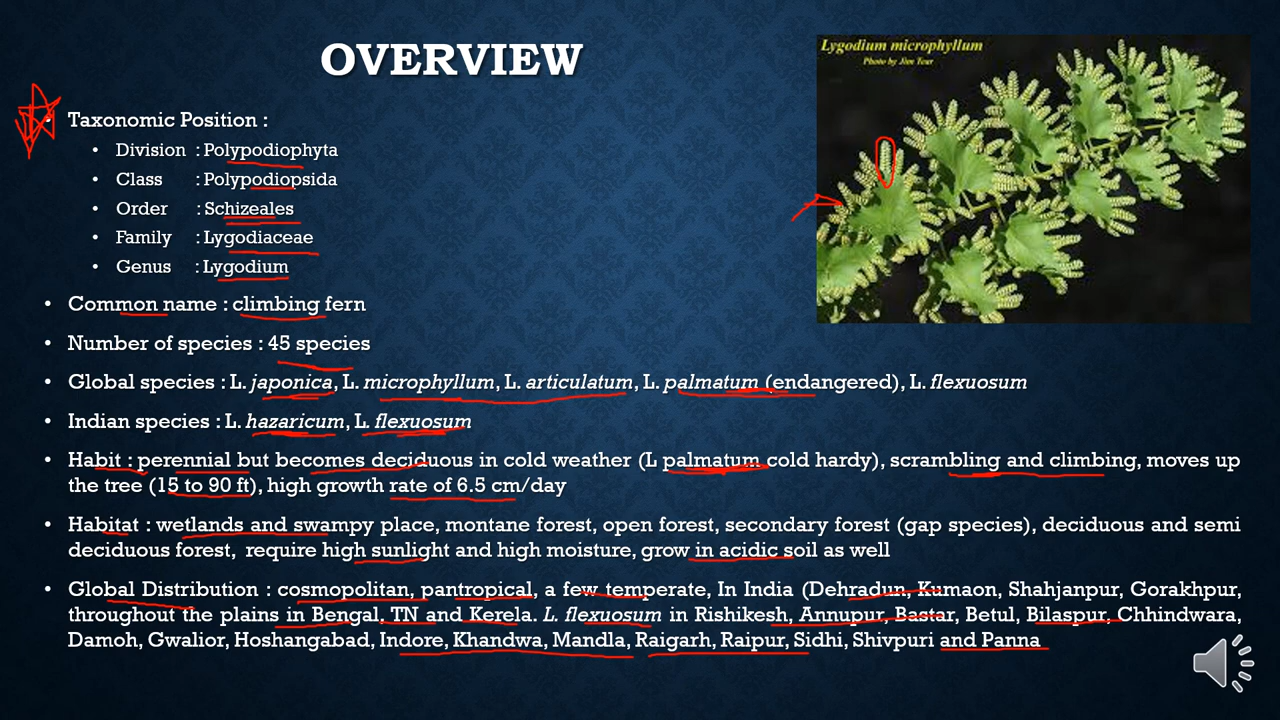 OVERVIEW
Lygodium microphyllum
Photo by Jim Tear
• Taxonomic Position :
• Division : Polypodiophyta
• Class : Polypodiopsida
• Order : Schizeales
• Family : Lygodiaceae
• Genus : Lygodium
• Common name : climbing fern
• Number of species : 45 species
• Global species : L. japonica, L. microphyllum, L. articulatum, L. palmatum (endangered), L. flexuosum
• Indian species : L. hazaricum, L. flexuosum
• Habit : perennial but becomes deciduous in cold weather (L palmatum cold hardy), scrambling and climbing, moves up
the tree (15 to 90 ft), high growth rate of 6.5 cm/day
• Habitat : wetlands and swampy place, montane forest, open forest, secondary forest (gap species), deciduous and semi
deciduous forest, require high sunlight and high moisture, grow in acidic soil as well
• Global Distribution : cosmopolitan, pantropical, a few temperate, In India (Dehradun, Kumaon, Shahjanpur, Gorakhpur,
throughout the plains in Bengal, TN and Kerela. L. flexuosum in Rishikesh, Annupur, Bastar, Betul, Bilaspur, Chhindwara,
Damoh, Gwalior, Hoshangabad, Indore, Khandwa, Mandla, Raigarh, Raipur, Sidhi, Shivpuri and Panna